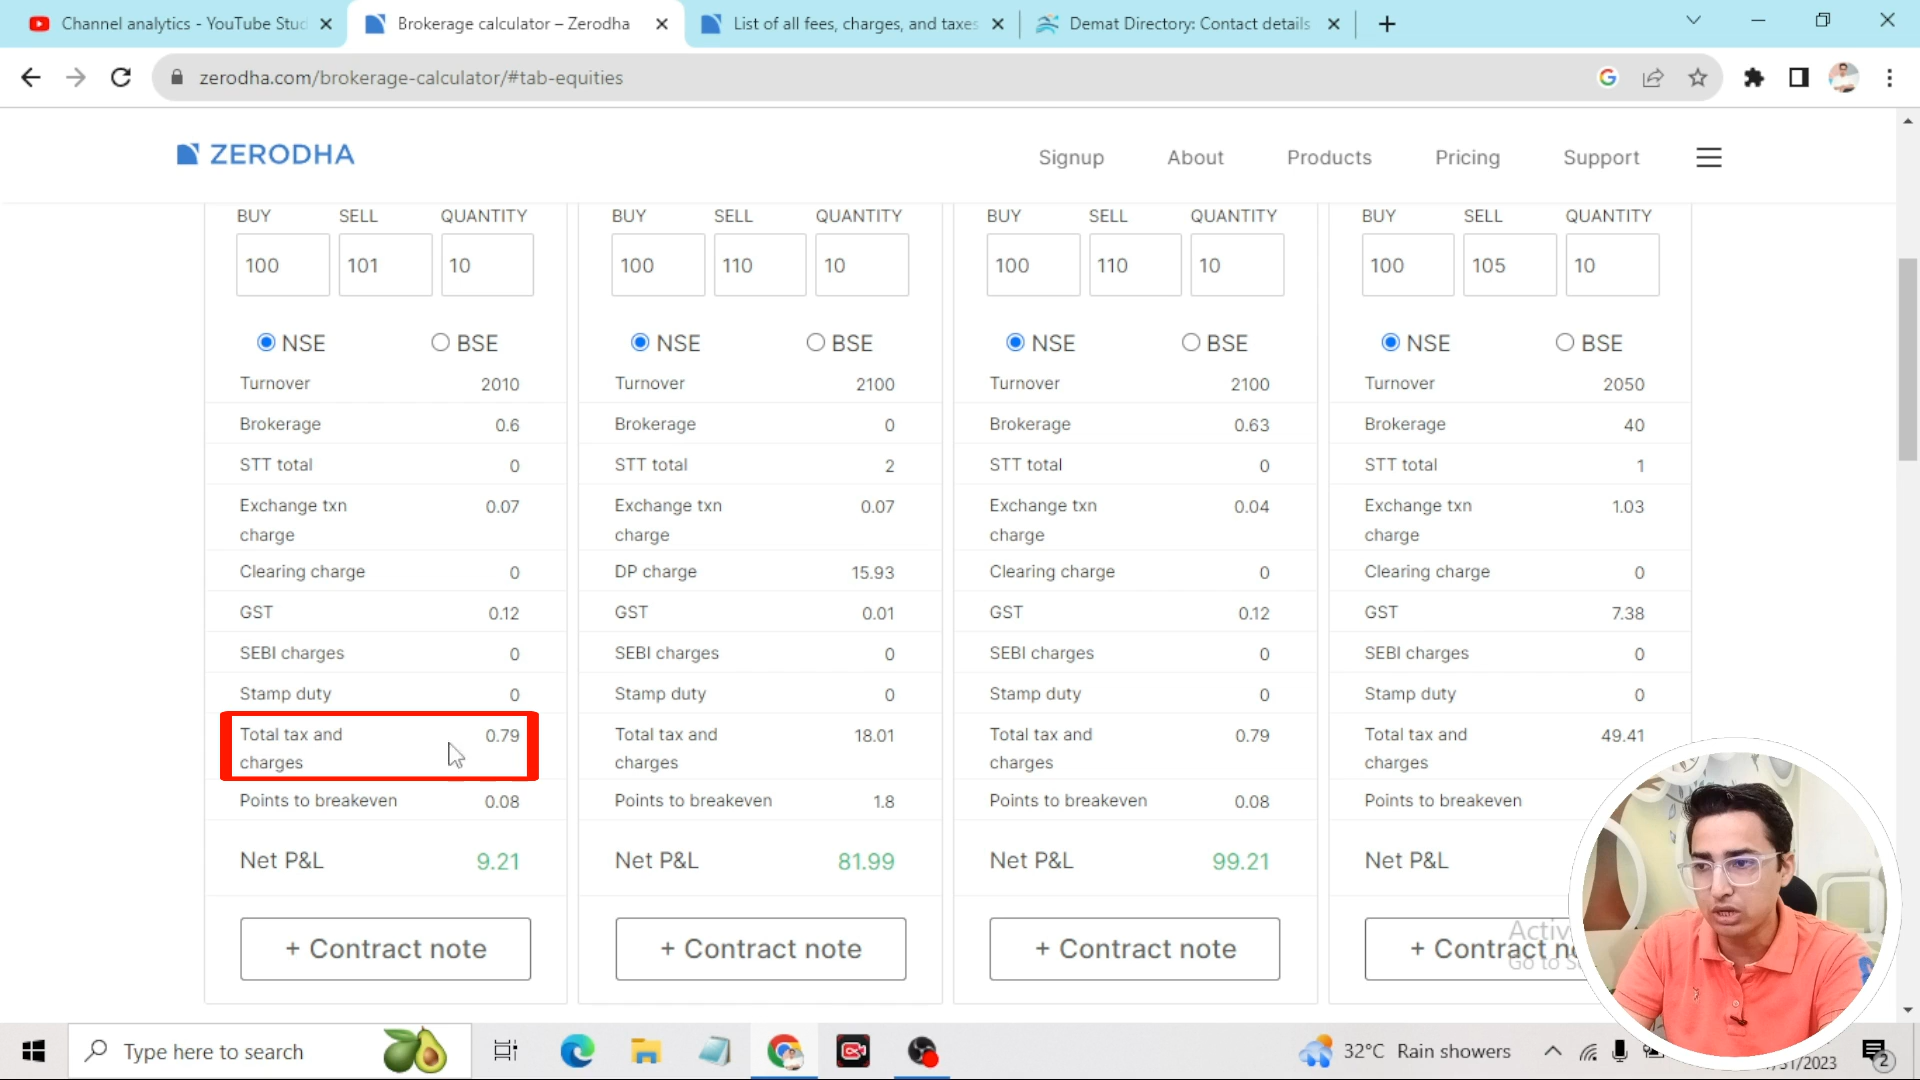 Channel analytics - YouTube Stud
Brokerage calculator – Zerodha
List of all fees, charges, and taxes
Demat Directory: Contact details
zerodha.com/brokerage-calculator/#tab-equities
ZERODHA
Signup About Products Pricing Support
BUY SELL QUANTITY BUY SELL QUANTITY BUY SELL QUANTITY BUY SELL QUANTITY
100 101 10 100 110 10 100 110 10 100 105 10
NSE BSE NSE BSE NSE BSE NSE BSE
Turnover 2010 Turnover 2100 Turnover 2100 Turnover 2050
Brokerage 0.6 Brokerage 0 Brokerage 0.63 Brokerage 40
STT total 0 STT total 2 STT total 0 STT total 1
Exchange txn 0.07 Exchange txn 0.07 Exchange txn 0.04 Exchange txn 1.03
charge charge charge charge
Clearing charge 0 DP charge 15.93 Clearing charge 0 Clearing charge 0
GST 0.12 GST 0.01 GST 0.12 GST 7.38
SEBI charges 0 SEBI charges 0 SEBI charges 0 SEBI charges 0
Stamp duty 0 Stamp duty 0 Stamp duty 0 Stamp duty 0
Total tax and 0.79 Total tax and 18.01 Total tax and 0.79 Total tax and 49.41
charges charges charges charges
Points to breakeven 0.08 Points to breakeven 1.8 Points to breakeven 0.08 Points to breakeven
Net P&L 9.21 Net P&L 81.99 Net P&L 99.21 Net P&L
+ Contract note + Contract note + Contract note + Contract
Go to
Type here to search
32°C Rain showers
/2023
2